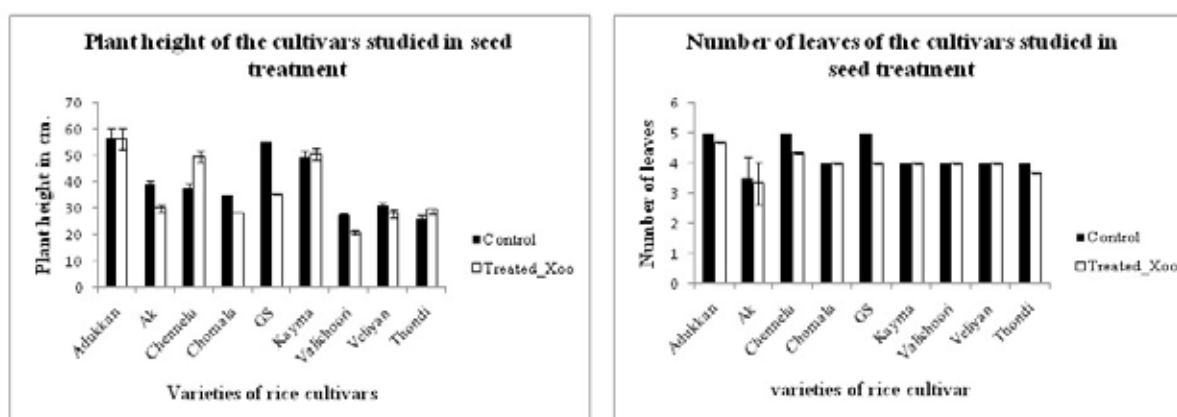 Plant height of the cultivars studied in seed
treatment
Plant height in cm.
70
60
50
40
30
20
10
0
Adukkan
Ak
Chennelu
Chomala
GS
Kayma
Valichoori
Veliyan
Thondi
Control
Treated_Xoo
Varieties of rice cultivars
Number of leaves of the cultivars studied in
seed treatment
Number of leaves
6
5
4
3
2
1
0
Adukkan
Ak
Chennelu
Chomala
GS
Kayma
Valichoori
Veliyan
Thondi
Control
Treated_Xoo
varieties of rice cultivar